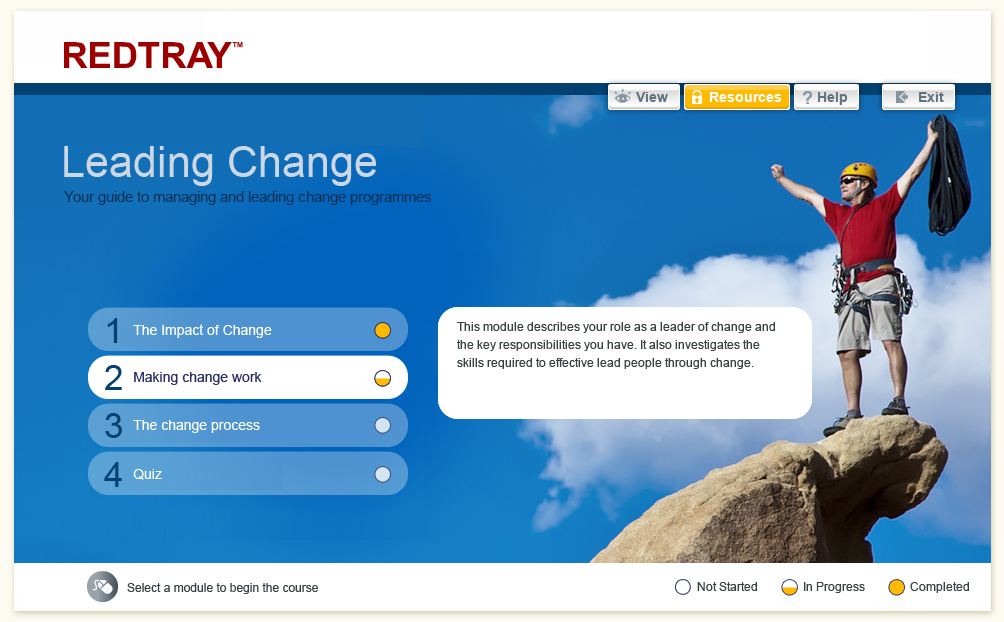 REDTRAY™
View
Resources
? Help
Exit
Leading Change
Your guide to managing and leading change programmes
1 The Impact of Change
2 Making change work
3 The change process
4 Quiz
This module describes your role as a leader of change and
the key responsibilities you have. It also investigates the
skills required to effective lead people through change.
Select a module to begin the course
Not Started
In Progress
Completed